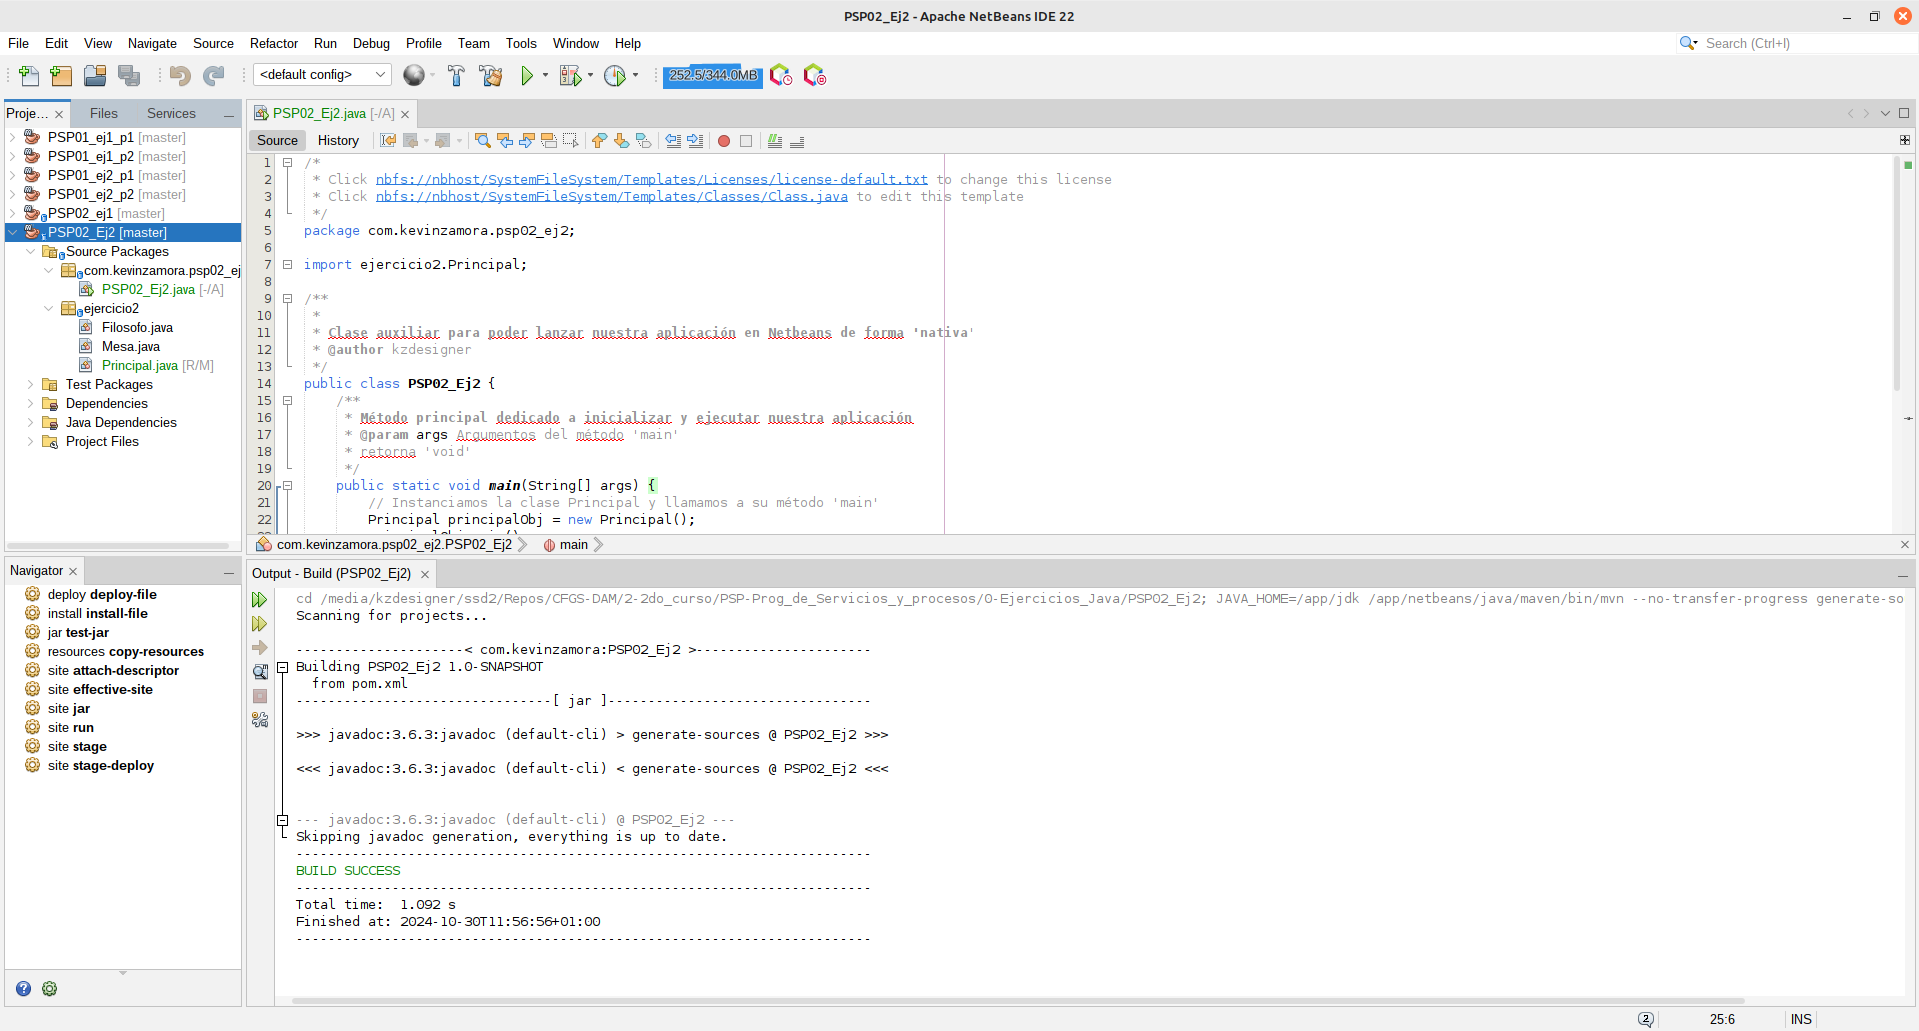 PSP02_Ej2 - Apache NetBeans IDE 22
File Edit View Navigate Source Refactor Run Debug Profile Team Tools Window Help
Search (Ctrl+I)
<default config>
252.5/344.0MB
Proje... Files Services
PSP01_ej1_p1 [master]
PSP01_ej1_p2 [master]
PSP01_ej2_p1 [master]
PSP01_ej2_p2 [master]
PSP02_ej1 [master]
PSP02_Ej2 [master]
Source Packages
com.kevinzamora.psp02_ej
PSP02_Ej2.java [-/A]
ejercicio2
Filosofo.java
Mesa.java
Principal.java [R/M]
Test Packages
Dependencies
Java Dependencies
Project Files
PSP02_Ej2.java [-/A]
Source History
1 /*
2 * Click nbfs://nbhost/SystemFileSystem/Templates/Licenses/license-default.txt to change this license
3 * Click nbfs://nbhost/SystemFileSystem/Templates/Classes/Class.java to edit this template
4 */
5 package com.kevinzamora.psp02_ej2;
6
7 import ejercicio2.Principal;
8
9 /**
10 *
11 * Clase auxiliar para poder lanzar nuestra aplicación en Netbeans de forma 'nativa'
12 * @author kzdesigner
13 */
14 public class PSP02_Ej2 {
15 /**
16 * Método principal dedicado a inicializar y ejecutar nuestra aplicación
17 * @param args Argumentos del método 'main'
18 * retorna 'void'
19 */
20 public static void main(String[] args) {
21 // Instanciamos la clase Principal y llamamos a su método 'main'
22 Principal principalObj = new Principal();
com.kevinzamora.psp02_ej2.PSP02_Ej2 main
Navigator
deploy deploy-file
install install-file
jar test-jar
resources copy-resources
site attach-descriptor
site effective-site
site jar
site run
site stage
site stage-deploy
Output - Build (PSP02_Ej2)
cd /media/kzdesigner/ssd2/Repos/CFGS-DAM/2-2do_curso/PSP-Prog_de_Servicios_y_procesos/0-Ejercicios_Java/PSP02_Ej2; JAVA_HOME=/app/jdk /app/netbeans/java/maven/bin/mvn --no-transfer-progress generate-so
Scanning for projects...
---------------------< com.kevinzamora:PSP02_Ej2 >----------------------
Building PSP02_Ej2 1.0-SNAPSHOT
from pom.xml
--------------------------------[ jar ]---------------------------------
>>> javadoc:3.6.3:javadoc (default-cli) > generate-sources @ PSP02_Ej2 >>>
<<< javadoc:3.6.3:javadoc (default-cli) < generate-sources @ PSP02_Ej2 <<<
--- javadoc:3.6.3:javadoc (default-cli) @ PSP02_Ej2 ---
Skipping javadoc generation, everything is up to date.
------------------------------------------------------------------------
BUILD SUCCESS
------------------------------------------------------------------------
Total time:  1.092 s
Finished at: 2024-10-30T11:56:56+01:00
------------------------------------------------------------------------
2 25:6 INS